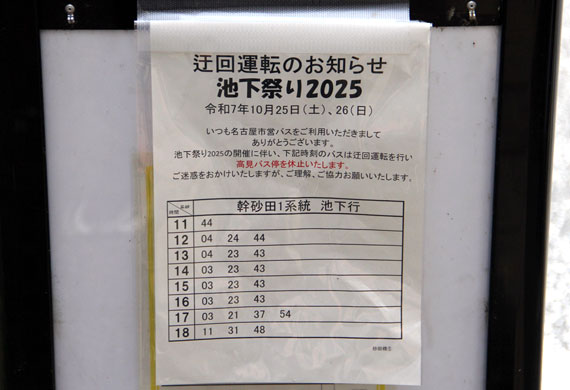 迂回運転のお知らせ
池下祭り2025
令和7年10月25日(土)、26(日)
いつも名古屋市営バスをご利用いただきまして
ありがとうございます。
池下祭り2025の開催に伴い、下記時刻のバスは迂回運転を行い
高見バス停を休止いたします。
ご迷惑をおかけいたしますが、ご理解、ご協力お願いいたします。
系統 時間 幹砂田1系統 池下行
11 44
12 04 24 44
13 04 23 43
14 03 23 43
15 03 23 43
16 03 23 43
17 03 21 37 54
18 11 31 48